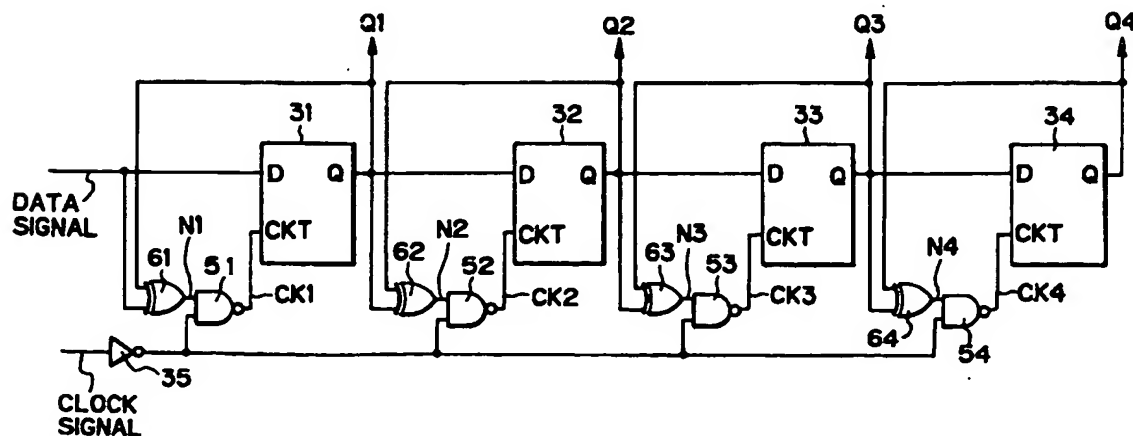 Q1 Q2 Q3 Q4
31 32 33 34
D Q D Q D Q D Q
DATA
SIGNAL
CKT CKT CKT CKT
N1 N2 N3 N4
61 51 62 52 63 53 64 54
CK1 CK2 CK3 CK4
35
CLOCK
SIGNAL